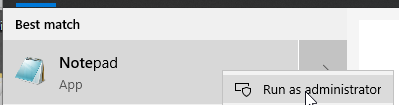 Best match
Notepad
App
Run as administrator